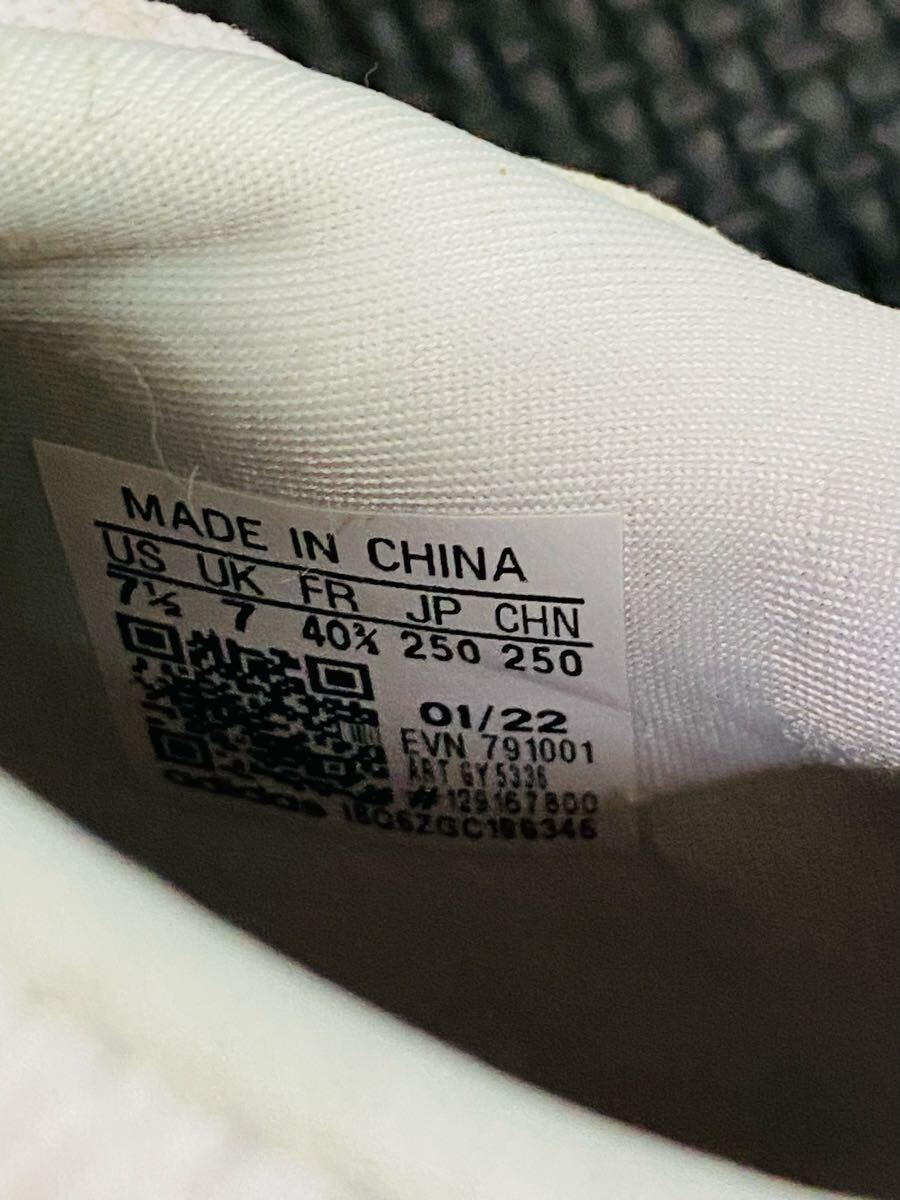 MADE IN CHINA
US UK FR JP CHN
7½ 7 40⅔ 250 250
01/22
EVN 791001
ART GY5336
#129167800
adidas